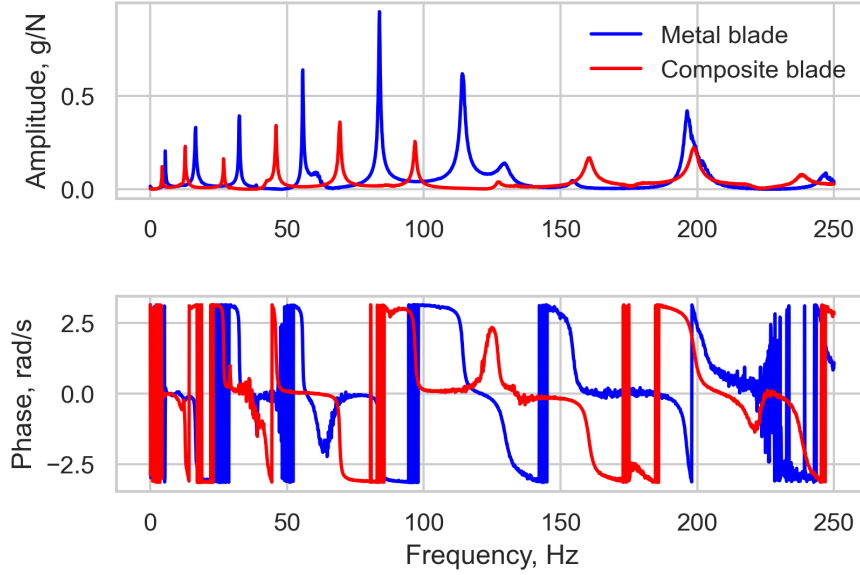 Amplitude, g/N
0.5
0.0
Metal blade
Composite blade
0 50 100 150 200 250
Phase, rad/s
2.5
0.0
−2.5
0 50 100 150 200 250
Frequency, Hz